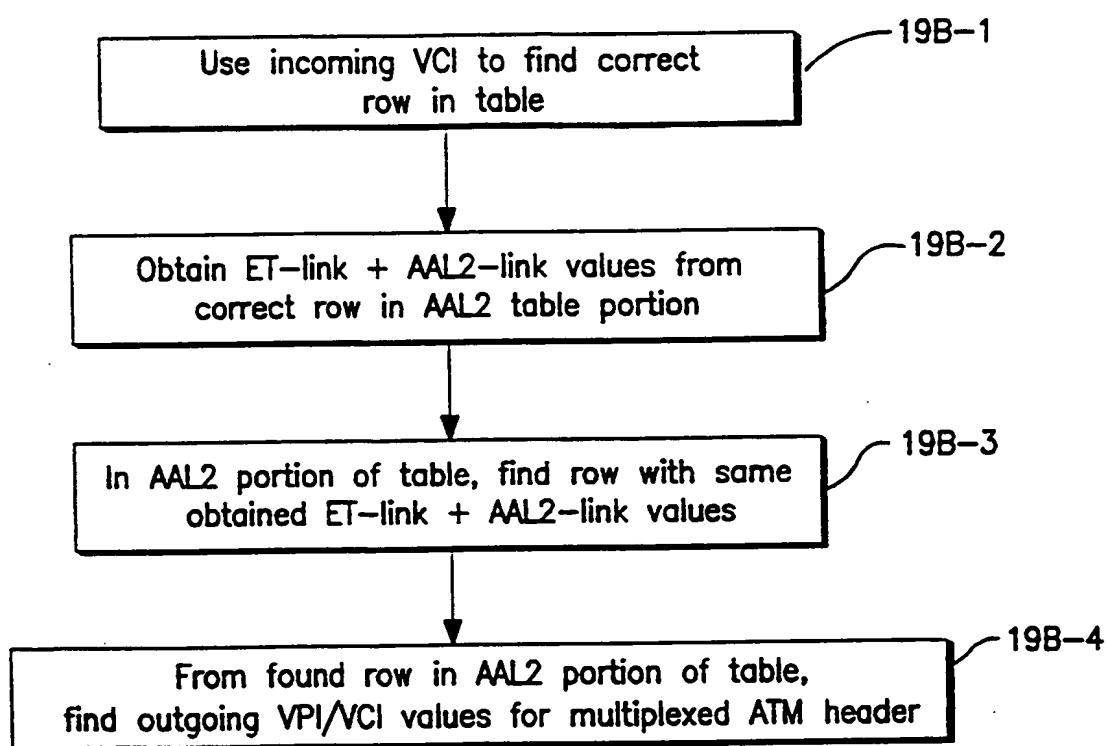 19B-1
Use incoming VCI to find correct
row in table
19B-2
Obtain ET-link + AAL2-link values from
correct row in AAL2 table portion
19B-3
In AAL2 portion of table, find row with same
obtained ET-link + AAL2-link values
19B-4
From found row in AAL2 portion of table,
find outgoing VPI/VCI values for multiplexed ATM header